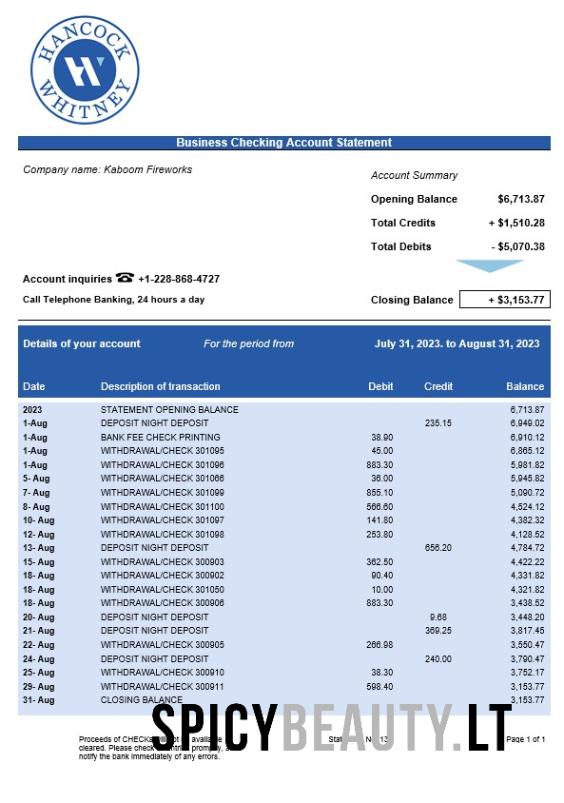 HANCOCK
WHITNEY
Business Checking Account Statement
Company name: Kaboom Fireworks
Account Summary
Opening Balance $6,713.87
Total Credits + $1,510.28
Total Debits - $5,070.38
Account inquiries ☎ +1-228-868-4727
Call Telephone Banking, 24 hours a day
Closing Balance + $3,153.77
Details of your account For the period from July 31, 2023. to August 31, 2023
Date Description of transaction Debit Credit Balance
2023 STATEMENT OPENING BALANCE 6,713.87
1-Aug DEPOSIT NIGHT DEPOSIT 235.15 6,949.02
1-Aug BANK FEE CHECK PRINTING 38.90 6,910.12
1-Aug WITHDRAWAL/CHECK 301095 45.00 6,865.12
1-Aug WITHDRAWAL/CHECK 301096 883.30 5,981.82
5- Aug WITHDRAWAL/CHECK 301066 36.00 5,945.82
7- Aug WITHDRAWAL/CHECK 301099 855.10 5,090.72
8- Aug WITHDRAWAL/CHECK 301100 566.60 4,524.12
10- Aug WITHDRAWAL/CHECK 301097 141.80 4,382.32
12- Aug WITHDRAWAL/CHECK 301098 253.80 4,128.52
13- Aug DEPOSIT NIGHT DEPOSIT 656.20 4,784.72
15- Aug WITHDRAWAL/CHECK 300903 362.50 4,422.22
18- Aug WITHDRAWAL/CHECK 300902 90.40 4,331.82
18- Aug WITHDRAWAL/CHECK 301050 10.00 4,321.82
18- Aug WITHDRAWAL/CHECK 300906 883.30 3,438.52
20- Aug DEPOSIT NIGHT DEPOSIT 9.68 3,448.20
21- Aug DEPOSIT NIGHT DEPOSIT 369.25 3,817.45
22- Aug WITHDRAWAL/CHECK 300905 266.98 3,550.47
24- Aug DEPOSIT NIGHT DEPOSIT 240.00 3,790.47
25- Aug WITHDRAWAL/CHECK 300910 38.30 3,752.17
29- Aug WITHDRAWAL/CHECK 300911 598.40 3,153.77
31- Aug CLOSING BALANCE 3,153.77
SPICYBEAUTY.LT
Proceeds of Page 1 of 1
cleared. Please check
notify the bank immediately of any errors.